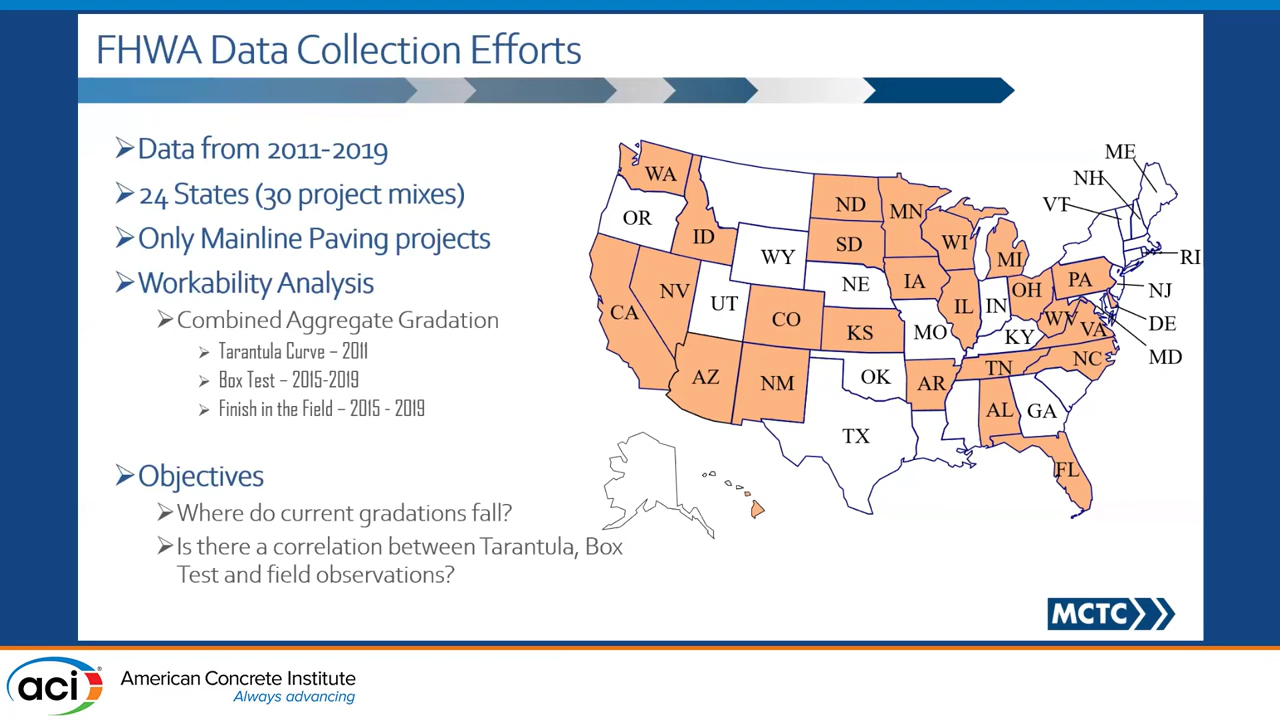 FHWA Data Collection Efforts
Data from 2011-2019
24 States (30 project mixes)
Only Mainline Paving projects
Workability Analysis
Combined Aggregate Gradation
Tarantula Curve – 2011
Box Test – 2015-2019
Finish in the Field – 2015 - 2019
Objectives
Where do current gradations fall?
Is there a correlation between Tarantula, Box
Test and field observations?
ME
NH
VT
WA
OR
ID
ND
MN
SD
WI
MI
WY
RI
NV
UT
NE
IA
PA
NJ
CA
CO
KS
IL
IN
OH
WV
VA
DE
MO
KY
MD
AZ
NM
OK
AR
TN
NC
TX
AL
GA
FL
MCTC
aci
®
American Concrete Institute
Always advancing